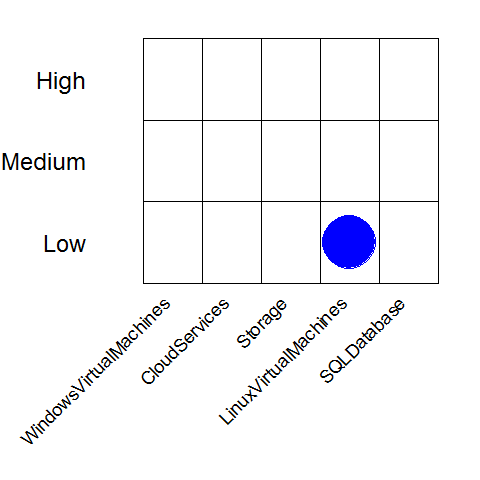 High
Medium
Low
WindowsVirtualMachines
CloudServices
Storage
LinuxVirtualMachines
SQLDatabase